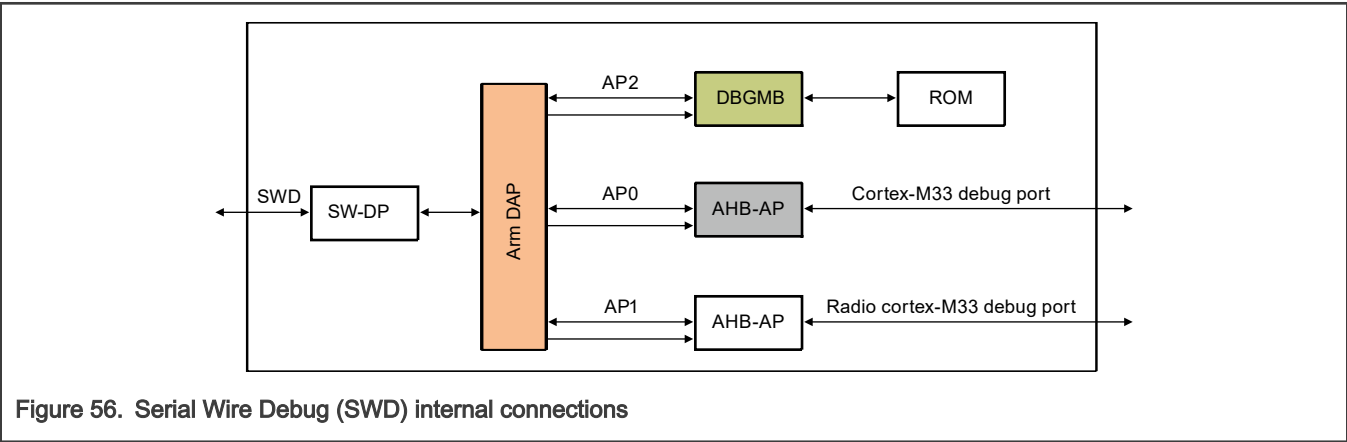 AP2
DBGMB
ROM
SWD
SW-DP
Arm DAP
AP0
AHB-AP
Cortex-M33 debug port
AP1
AHB-AP
Radio cortex-M33 debug port
Figure 56. Serial Wire Debug (SWD) internal connections